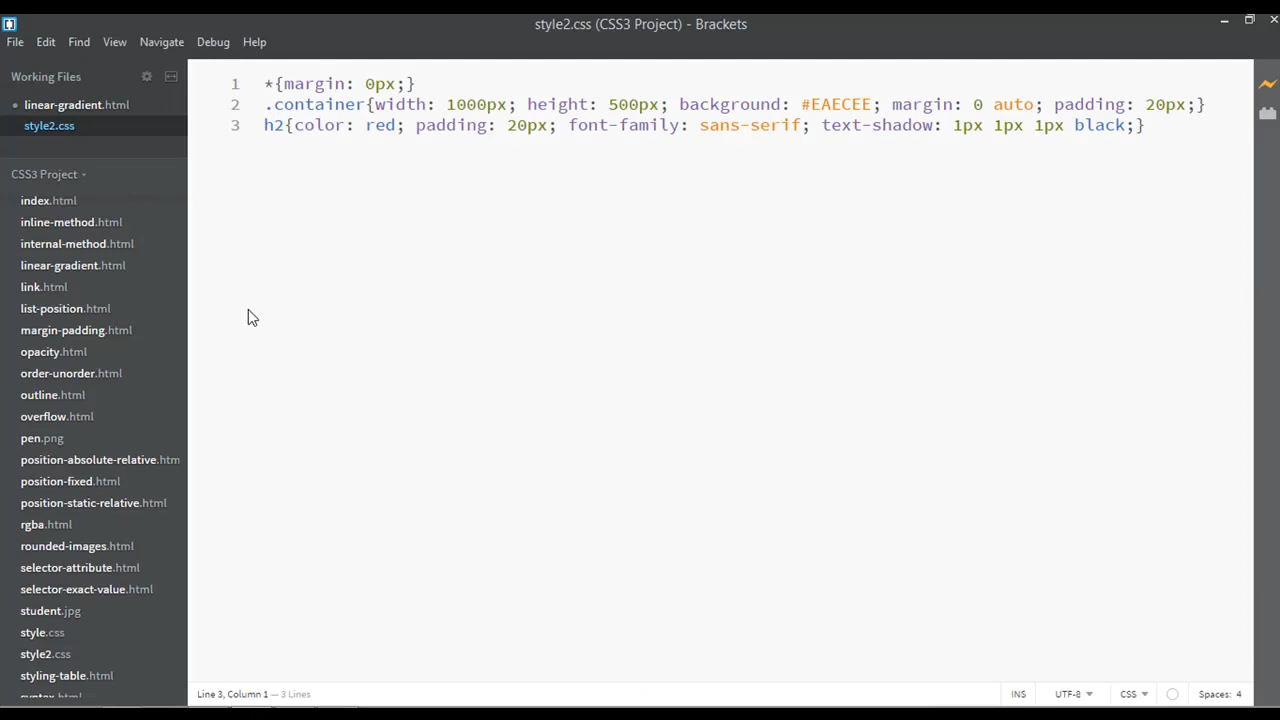 style2.css (CSS3 Project) - Brackets
File Edit Find View Navigate Debug Help
Working Files
linear-gradient.html
style2.css
CSS3 Project
index.html
inline-method.html
internal-method.html
linear-gradient.html
link.html
list-position.html
margin-padding.html
opacity.html
order-unorder.html
outline.html
overflow.html
pen.png
position-absolute-relative.htm
position-fixed.html
position-static-relative.html
rgba.html
rounded-images.html
selector-attribute.html
selector-exact-value.html
student.jpg
style.css
style2.css
styling-table.html
syntax.html
1 *{margin: 0px;}
2 .container{width: 1000px; height: 500px; background: #EAECEE; margin: 0 auto; padding: 20px;}
3 h2{color: red; padding: 20px; font-family: sans-serif; text-shadow: 1px 1px 1px black;}
Line 3, Column 1 — 3 Lines
INS UTF-8 CSS Spaces: 4